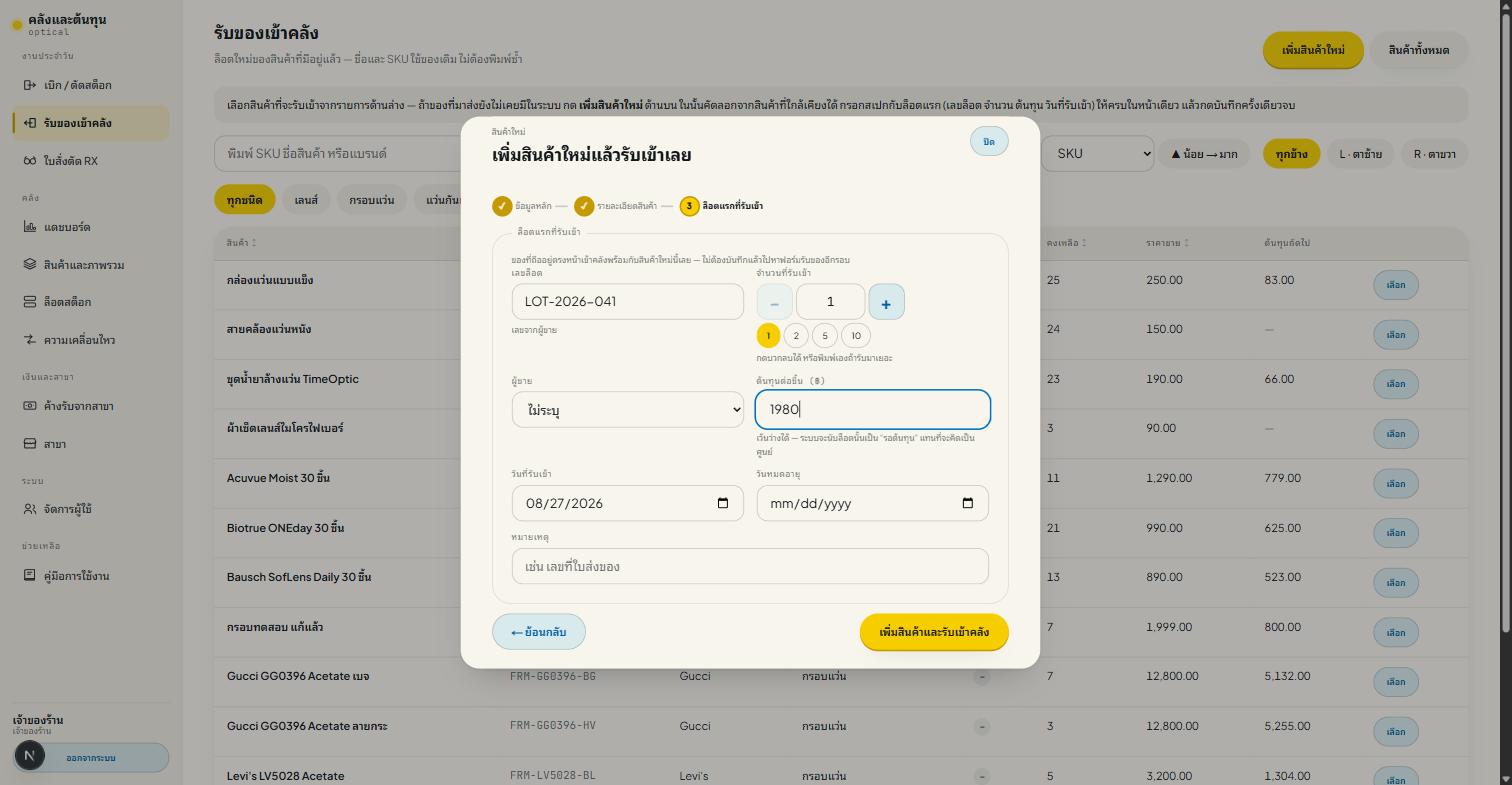 คลังและต้นทุน
optical
งานประจำวัน
เบิก / ตัดสต็อก
รับของเข้าคลัง
ใบสั่งตัด RX
คลัง
แดชบอร์ด
สินค้าและภาพรวม
ล็อตสต็อก
ความเคลื่อนไหว
เงินและสาขา
ค้างรับจากสาขา
สาขา
ระบบ
จัดการผู้ใช้
ช่วยเหลือ
คู่มือการใช้งาน
เจ้าของร้าน
เจ้าของร้าน
N
ออกจากระบบ
รับของเข้าคลัง
ล็อตใหม่ของสินค้าที่มีอยู่แล้ว — ชื่อและ SKU ใช้ของเดิม ไม่ต้องพิมพ์ซ้ำ
เพิ่มสินค้าใหม่
สินค้าทั้งหมด
เลือกสินค้าที่จะรับเข้าจากรายการด้านล่าง — ถ้าของที่มาส่งยังไม่เคยมีในระบบ กด เพิ่มสินค้าใหม่ ด้านบน ในนั้นคัดลอกจากสินค้าที่ใกล้เคียงได้ กรอกสเปกกับล็อตแรก (เลขล็อต จำนวน ต้นทุน วันที่รับเข้า) ให้ครบในหน้าเดียว แล้วกดบันทึกครั้งเดียวจบ
พิมพ์ SKU ชื่อสินค้า หรือแบรนด์
SKU
▲ น้อย → มาก
ทุกข้าง
L · ตาซ้าย
R · ตาขวา
ทุกชนิด
เลนส์
กรอบแว่น
สินค้า ↕
คงเหลือ ↕
ราคาขาย ↕
ต้นทุนถัดไป
กล่องแว่นแบบแข็ง 25 250.00 83.00 เลือก
สายคล้องแว่นหนัง 24 150.00 — เลือก
ชุดน้ำยาล้างแว่น TimeOptic 23 190.00 66.00 เลือก
ผ้าเช็ดเลนส์ไมโครไฟเบอร์ 3 90.00 — เลือก
Acuvue Moist 30 ชิ้น 11 1,290.00 779.00 เลือก
Biotrue ONEday 30 ชิ้น 21 990.00 625.00 เลือก
Bausch SofLens Daily 30 ชิ้น 13 890.00 523.00 เลือก
กรอบทดสอบ แก้แล้ว 7 1,999.00 800.00 เลือก
Gucci GG0396 Acetate เบจ FRM-GG0396-BG Gucci กรอบแว่น – 7 12,800.00 5,132.00 เลือก
Gucci GG0396 Acetate ลายกระ FRM-GG0396-HV Gucci กรอบแว่น – 3 12,800.00 5,255.00 เลือก
Levi's LV5028 Acetate FRM-LV5028-BL Levi's กรอบแว่น – 5 3,200.00 1,304.00 เลือก
สินค้าใหม่
เพิ่มสินค้าใหม่แล้วรับเข้าเลย
ปิด
✓ ข้อมูลหลัก — ✓ รายละเอียดสินค้า — 3 ล็อตแรกที่รับเข้า
ล็อตแรกที่รับเข้า
ของที่ถืออยู่ตรงหน้าเข้าคลังพร้อมกับสินค้าใหม่นี้เลย — ไม่ต้องบันทึกแล้วไปหาฟอร์มรับของอีกรอบ
เลขล็อต
LOT-2026-041
เลขจากผู้ขาย
จำนวนที่รับเข้า
− 1 +
1 2 5 10
กดบวกลบได้ หรือพิมพ์เองถ้ารับมาเยอะ
ผู้ขาย
ไม่ระบุ
ต้นทุนต่อชิ้น (฿)
1980
เว้นว่างได้ — ระบบจะนับล็อตนั้นเป็น "รอต้นทุน" แทนที่จะคิดเป็น
ศูนย์
วันที่รับเข้า
08/27/2026
วันหมดอายุ
mm/dd/yyyy
หมายเหตุ
เช่น เลขที่ใบส่งของ
← ย้อนกลับ
เพิ่มสินค้าและรับเข้าคลัง